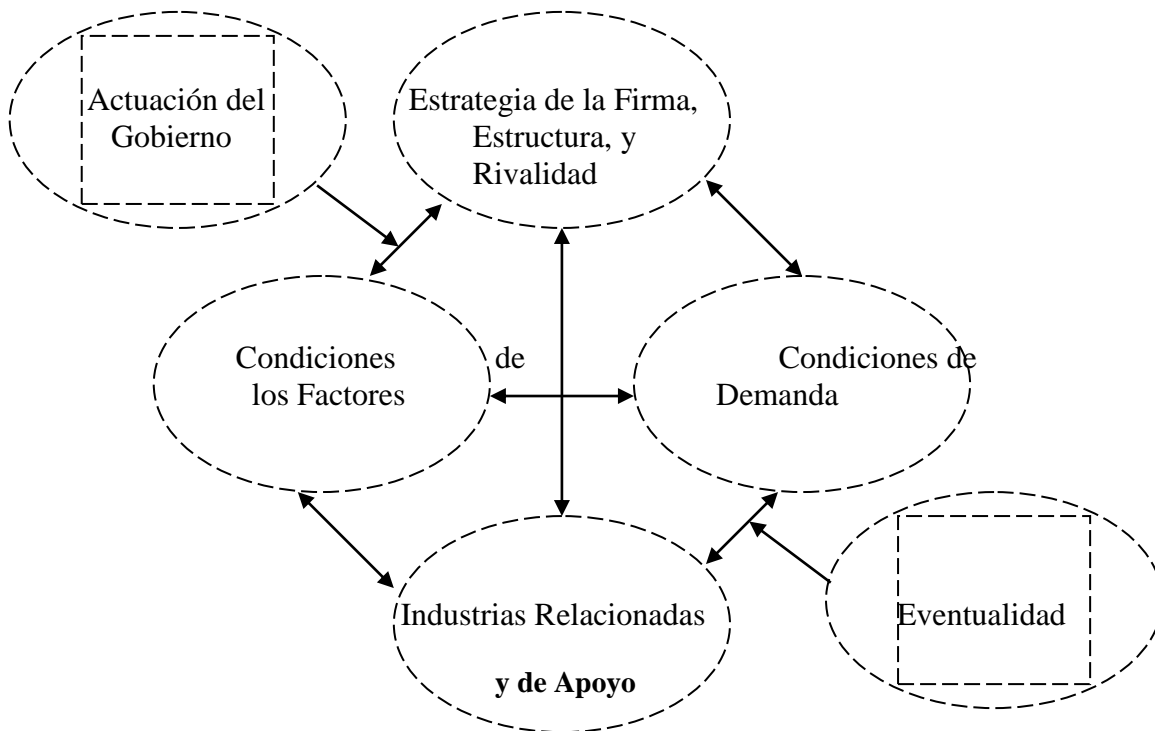 Actuación del
Gobierno
Estrategia de la Firma,
Estructura, y
Rivalidad
Condiciones de
los Factores
Condiciones de
Demanda
Industrias Relacionadas
y de Apoyo
Eventualidad